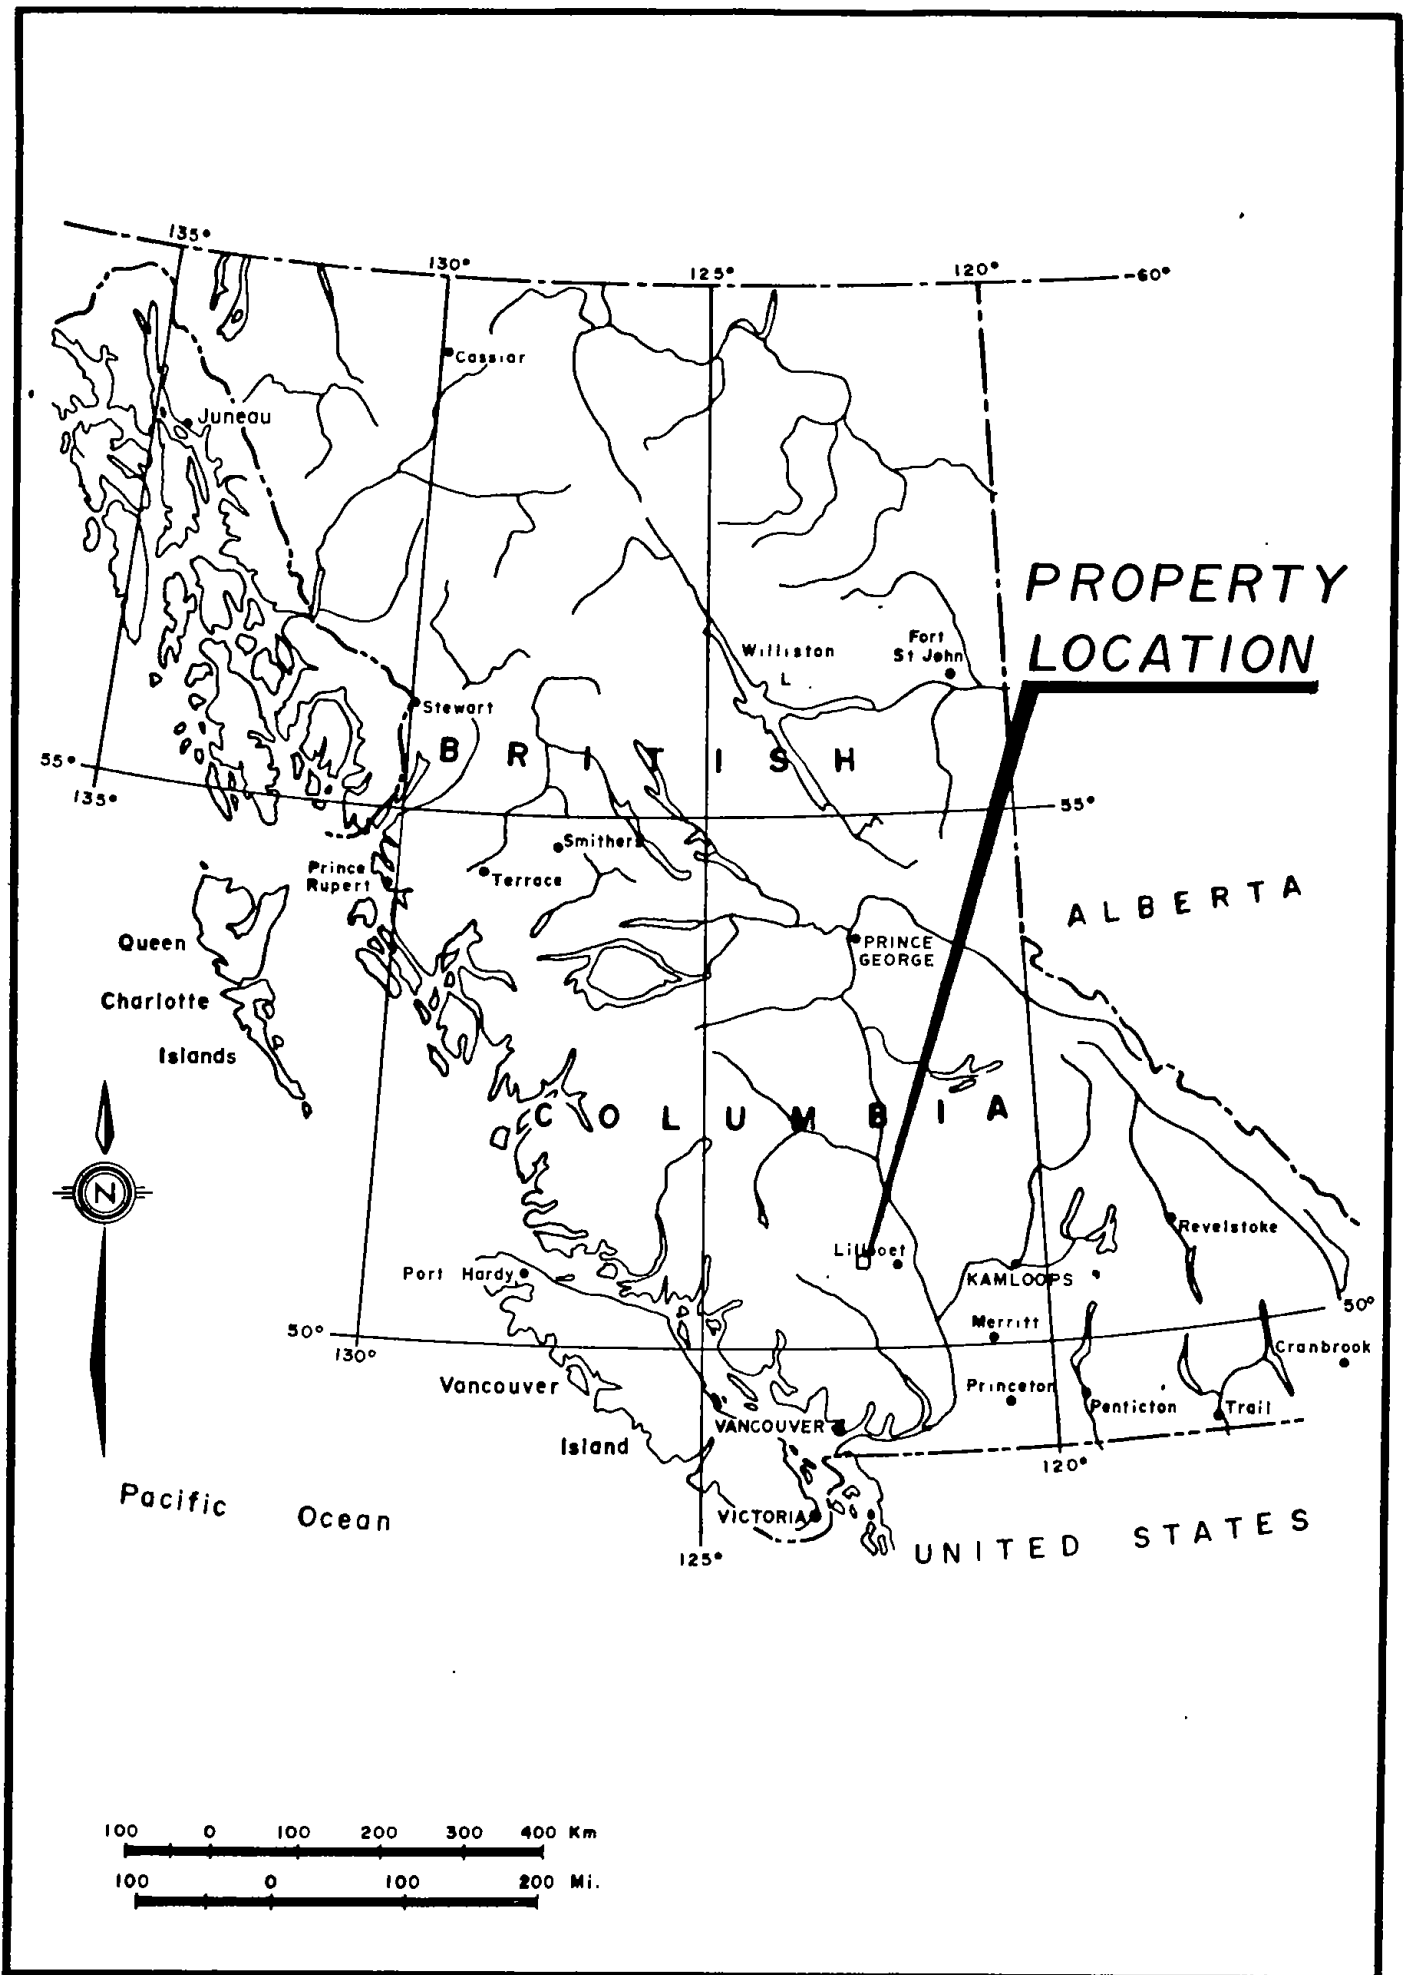 135°
130°
125°
120°
60°
Cassiar
Juneau
PROPERTY
LOCATION
Fort
St John
Williston
L
Stewart
BRITISH
55°
135°
55°
Smithers
Terrace
Prince
Rupert
ALBERTA
PRINCE
GEORGE
Queen
Charlotte
Islands
COLUMBIA
N
Revelstoke
Port Hardy
KAMLOOPS
50°
Merritt
50°
130°
Cranbrook
Vancouver
Princeton
Penticton
Trail
VANCOUVER
Island
120°
Pacific Ocean
VICTORIA
UNITED STATES
125°
100 0 100 200 300 400 Km
100 0 100 200 Mi.